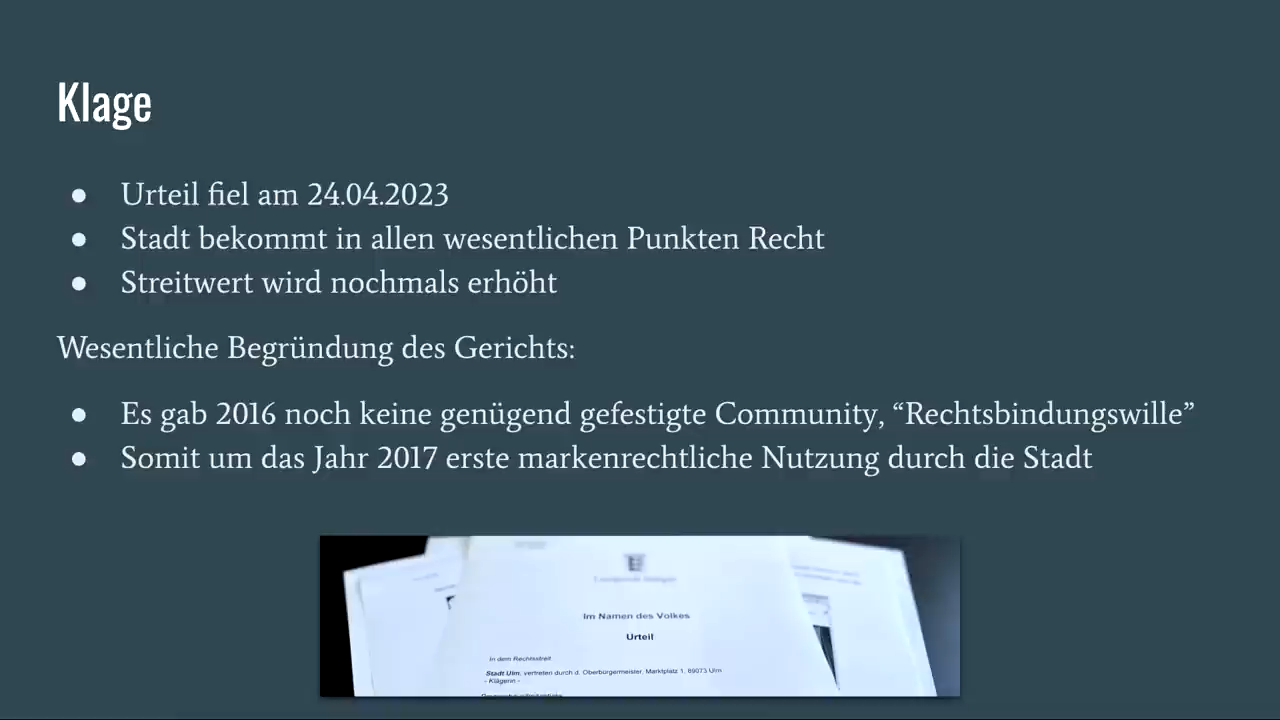 Klage
● Urteil fiel am 24.04.2023
● Stadt bekommt in allen wesentlichen Punkten Recht
● Streitwert wird nochmals erhöht
Wesentliche Begründung des Gerichts:
● Es gab 2016 noch keine genügend gefestigte Community, “Rechtsbindungswille”
● Somit um das Jahr 2017 erste markenrechtliche Nutzung durch die Stadt
Im Namen des Volkes
Urteil
In dem Rechtsstreit
Stadt Ulm, vertreten durch d. Oberbürgermeister, Marktplatz 1, 89073 Ulm
- Klägerin -